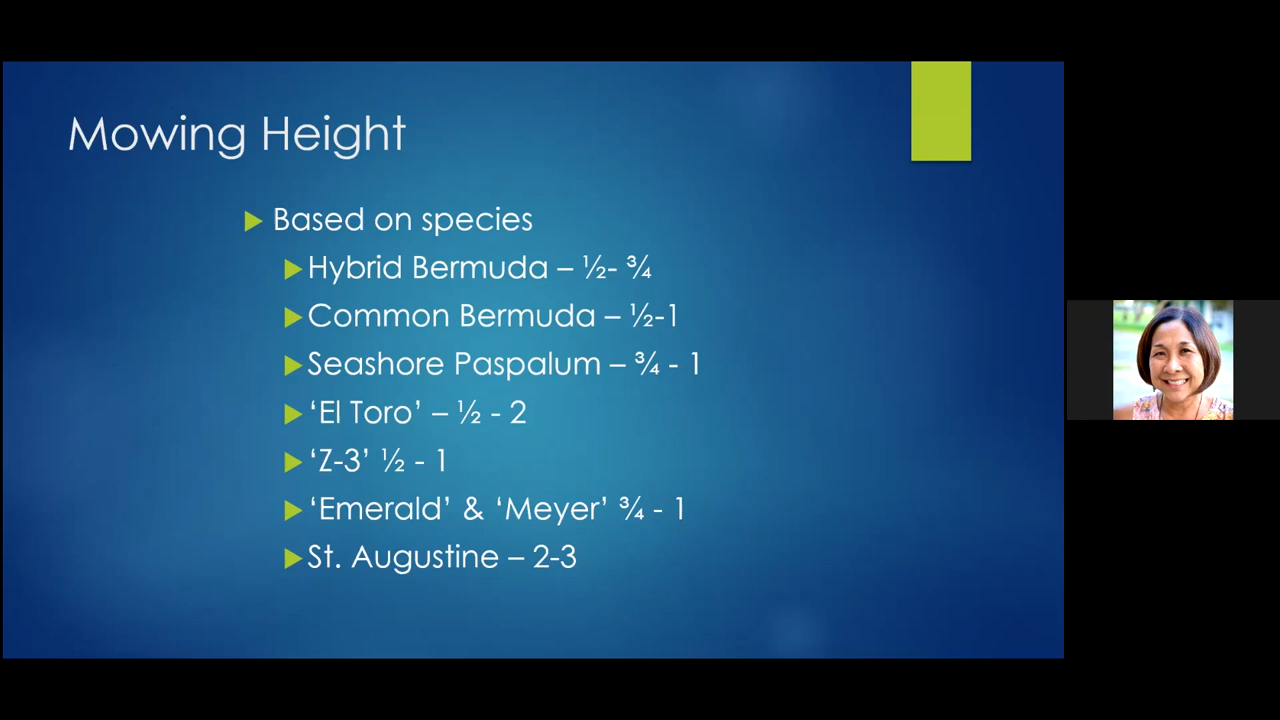 Mowing Height
Based on species
Hybrid Bermuda – ½- ¾
Common Bermuda – ½-1
Seashore Paspalum – ¾ - 1
‘El Toro’ – ½ - 2
‘Z-3’ ½ - 1
‘Emerald’ & ‘Meyer’ ¾ - 1
St. Augustine – 2-3